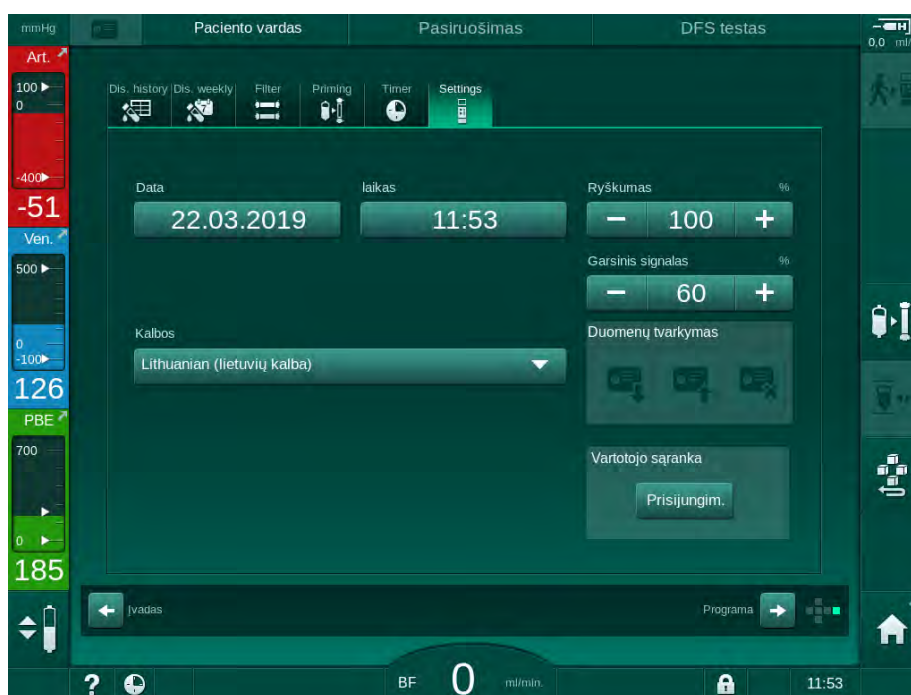 mmHg
Paciento vardas
Pasiruošimas
DFS testas
0,0 ml/
Art.
100
0
-400
-51
Ven.
500
0
-100
126
PBE
700
0
185
Dis. history
Dis. weekly
Filter
Priming
Timer
Settings
Data
laikas
Ryškumas %
22.03.2019
11:53
− 100 +
Garsinis signalas %
− 60 +
Kalbos
Duomenų tvarkymas
Lithuanian (lietuvių kalba)
Vartotojo sąranka
Prisijungim.
Įvadas
Programa
? BF 0 ml/min. 11:53